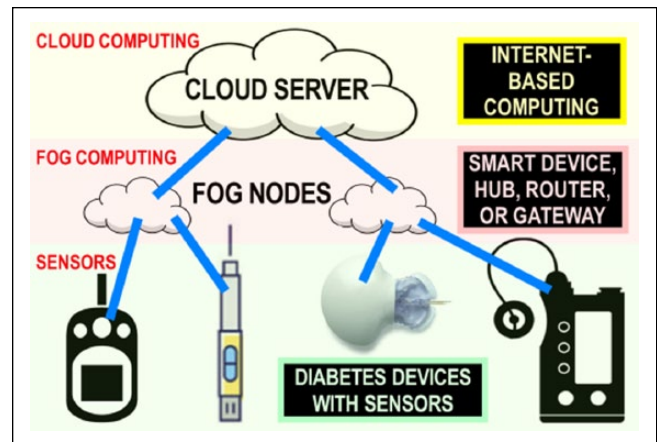 CLOUD COMPUTING
CLOUD SERVER
INTERNET-
BASED
COMPUTING
FOG COMPUTING
FOG NODES
SMART DEVICE,
HUB, ROUTER,
OR GATEWAY
SENSORS
DIABETES DEVICES
WITH SENSORS